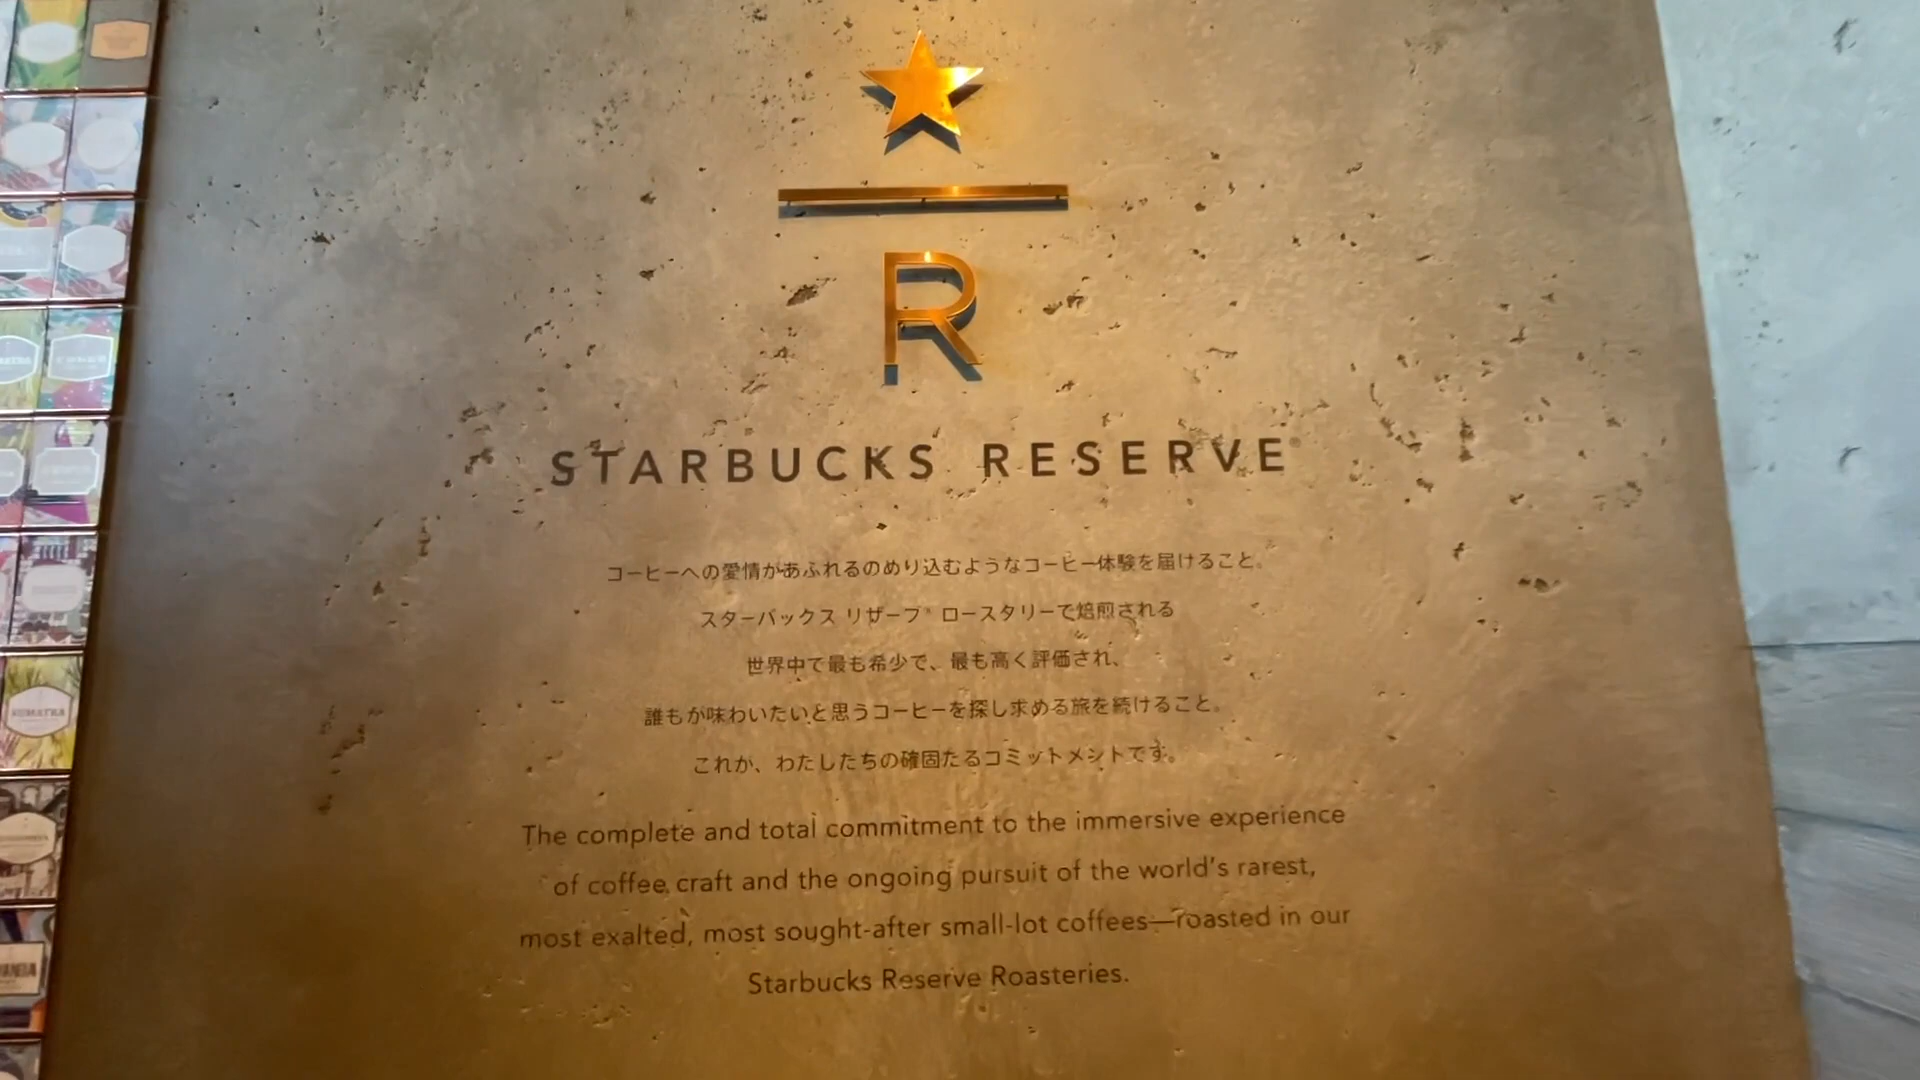 R
STARBUCKS RESERVE®
コーヒーへの愛情があふれるのめり込むようなコーヒー体験を届けること。
スターバックス リザーブ® ロースタリーで焙煎される
世界中で最も希少で、最も高く評価され、
誰もが味わいたいと思うコーヒーを探し求める旅を続けること。
これが、わたしたちの確固たるコミットメントです。
The complete and total commitment to the immersive experience
of coffee craft and the ongoing pursuit of the world's rarest,
most exalted, most sought-after small-lot coffees—roasted in our
Starbucks Reserve Roasteries.
SUMATRA